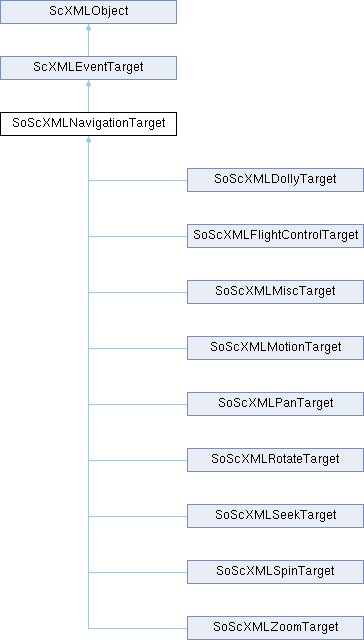 ScXMLObject
ScXMLEventTarget
SoScXMLNavigationTarget
SoScXMLDollyTarget
SoScXMLFlightControlTarget
SoScXMLMiscTarget
SoScXMLMotionTarget
SoScXMLPanTarget
SoScXMLRotateTarget
SoScXMLSeekTarget
SoScXMLSpinTarget
SoScXMLZoomTarget